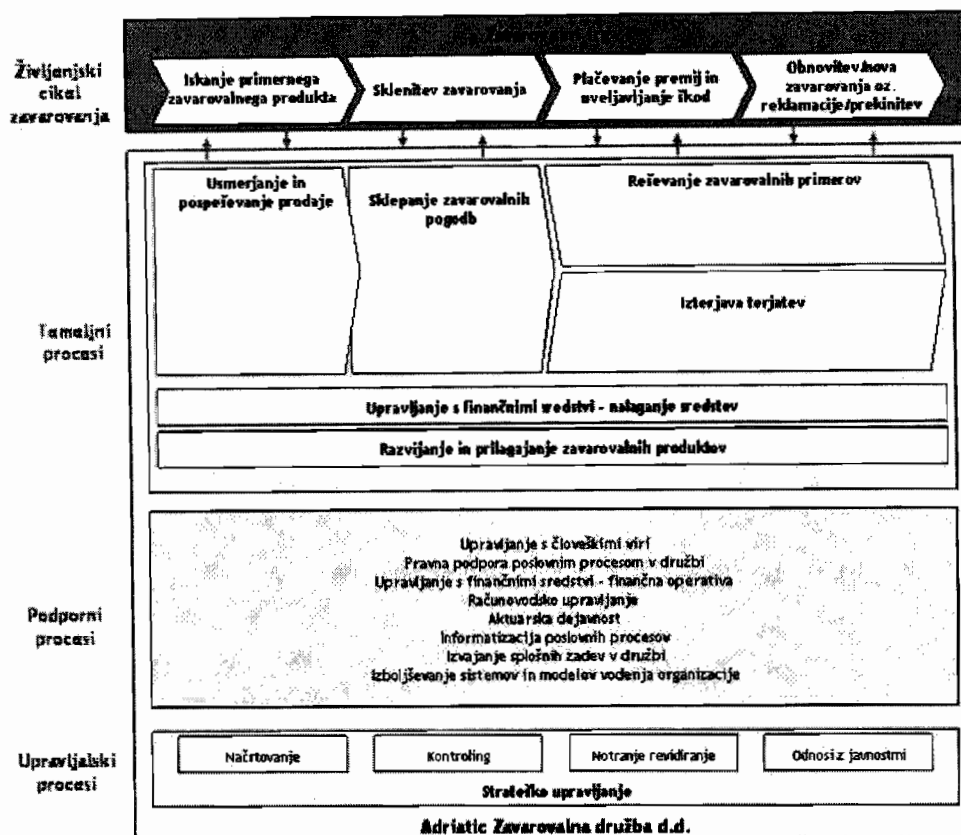 Življenjski
cikel
zavarovanja
Iskanje primernega
zavarovalnega produkta
Sklenitev zavarovanja
Plačevanje premij in
uveljavljanje škod
Obnovitev/nova
zavarovanja oz.
reklamacije/prekinitev
Temeljni
procesi
Usmerjanje in
pospeševanje prodaje
Sklepanje zavarovalnih
pogodb
Reševanje zavarovalnih primerov
Izterjava terjatev
Upravljanje s finančnimi sredstvi - nalaganje sredstev
Razvijanje in prilagajanje zavarovalnih produktov
Podporni
procesi
Upravljanje s človeškimi viri
Pravna podpora poslovnim procesom v družbi
Upravljanje s finančnimi sredstvi - finančna operativa
Računovodsko upravljanje
Aktuarska dejavnost
Informatizacija poslovnih procesov
Izvajanje splošnih zadev v družbi
Izboljševanje sistemov in modelov vodenja organizacije
Upravljalski
procesi
Načrtovanje
Kontroling
Notranje revidiranje
Odnosi z javnostmi
Strateško upravljanje
Adriatic Zavarovalna družba d.d.